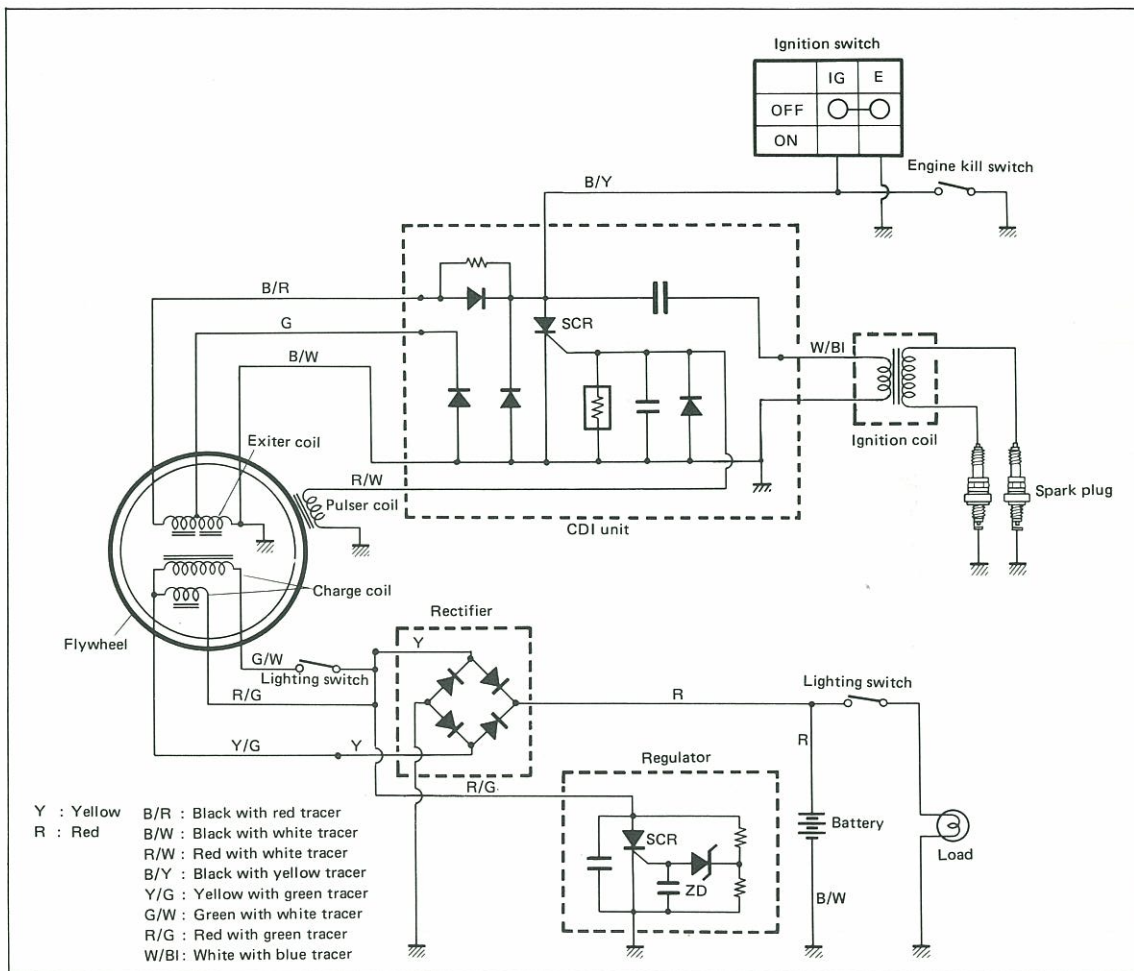 Ignition switch
IG E
OFF
ON
Engine kill switch
B/Y
B/R
SCR
G
B/W
W/Bl
Ignition coil
Exiter coil
R/W
Pulser coil
Spark plug
CDI unit
Charge coil
Rectifier
Flywheel
Y
G/W
Lighting switch
R
Lighting switch
R/G
Y/G Y
R
Regulator
R/G
SCR
Battery
ZD
Load
B/W
Y : Yellow
R : Red
B/R : Black with red tracer
B/W : Black with white tracer
R/W : Red with white tracer
B/Y : Black with yellow tracer
Y/G : Yellow with green tracer
G/W : Green with white tracer
R/G : Red with green tracer
W/Bl : White with blue tracer